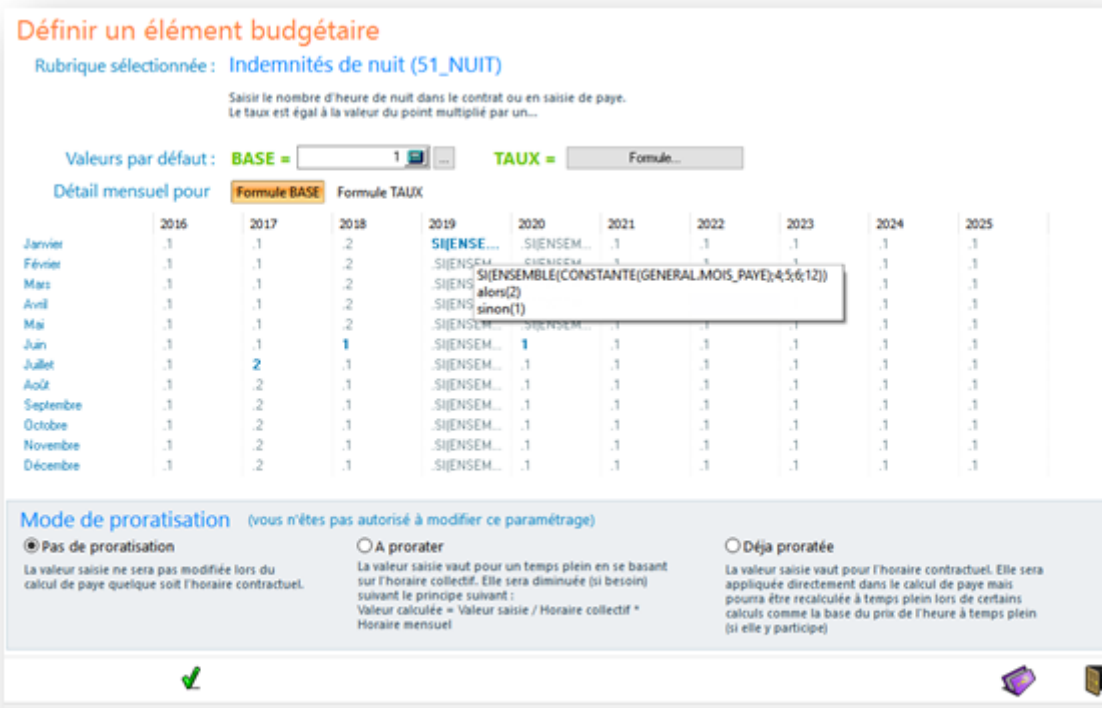 Définir un élément budgétaire
Rubrique sélectionnée : Indemnités de nuit (51_NUIT)
Saisir le nombre d'heure de nuit dans le contrat ou en saisie de paye.
Le taux est égal à la valeur du point multiplié par un...
Valeurs par défaut : BASE = 1 ... TAUX = Formule...
Détail mensuel pour Formule BASE Formule TAUX
2016 2017 2018 2019 2020 2021 2022 2023 2024 2025
Janvier .1 .1 .2 SI(ENSE... .SI(ENSEM... .1 .1 .1 .1 .1
Février .1 .1 .2 .SI(ENSEM... .SI(ENSEM... .1 .1 .1 .1 .1
SI(ENSEMBLE(CONSTANTE(GENERAL.MOIS_PAYE);4;5;6;12))
alors(2)
sinon(1)
Mars .1 .1 .2 .SI(ENS .1 .1
Avril .1 .1 .2 .SI(ENS .1 .1
Mai .1 .1 .2 .SI(ENSEM... .SI(ENSEM... .1 .1 .1 .1 .1
Juin .1 .1 1 .SI(ENSEM... 1 .1 .1 .1 .1 .1
Juillet .1 2 .1 .SI(ENSEM... .1 .1 .1 .1 .1 .1
Août .1 .2 .1 .SI(ENSEM... .1 .1 .1 .1 .1 .1
Septembre .1 .2 .1 .SI(ENSEM... .1 .1 .1 .1 .1 .1
Octobre .1 .2 .1 .SI(ENSEM... .1 .1 .1 .1 .1 .1
Novembre .1 .2 .1 .SI(ENSEM... .1 .1 .1 .1 .1 .1
Décembre .1 .2 .1 .SI(ENSEM... .1 .1 .1 .1 .1 .1
Mode de proratisation (vous n'êtes pas autorisé à modifier ce paramétrage)
Pas de proratisation
La valeur saisie ne sera pas modifiée lors du
calcul de paye quelque soit l'horaire contractuel.
A prorater
La valeur saisie vaut pour un temps plein en se basant
sur l'horaire collectif. Elle sera diminuée (si besoin)
suivant le principe suivant :
Valeur calculée = Valeur saisie / Horaire collectif *
Horaire mensuel
Déja proratée
La valeur saisie vaut pour l'horaire contractuel. Elle sera
appliquée directement dans le calcul de paye mais
pourra être recalculée à temps plein lors de certains
calculs comme la base du prix de l'heure à temps plein
(si elle y participe)